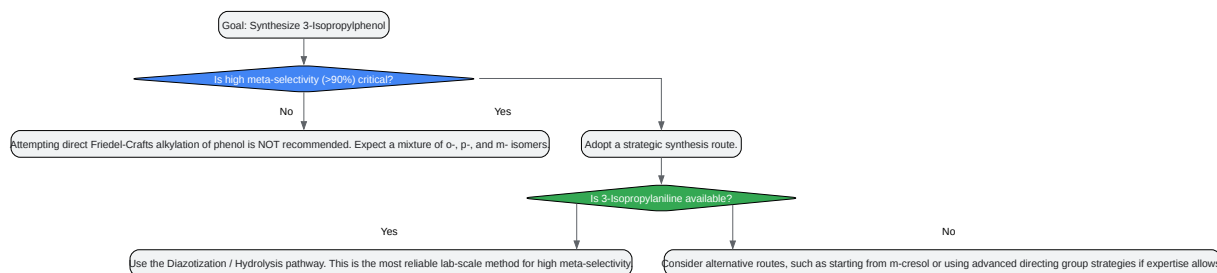 Goal: Synthesize 3-Isopropylphenol
Is high meta-selectivity (>90%) critical?
No
Yes
Attempting direct Friedel-Crafts alkylation of phenol is NOT recommended. Expect a mixture of o-, p-, and m- isomers.
Adopt a strategic synthesis route.
Is 3-Isopropylaniline available?
Yes
No
Use the Diazotization / Hydrolysis pathway. This is the most reliable lab-scale method for high meta-selectivity.
Consider alternative routes, such as starting from m-cresol or using advanced directing group strategies if expertise allows